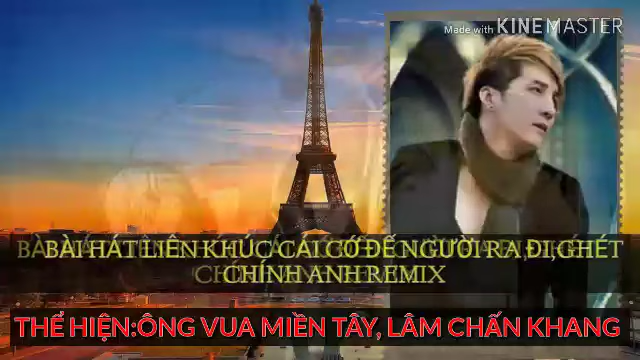 Made with KINEMASTER
BÀI HÁT LIÊN KHÚC CÁI CỚ ĐẾ NGƯỜI RA ĐI,GHÉT
CHÍNH ANH REMIX
THỂ HIỆN:ÔNG VUA MIỀN TÂY, LÂM CHẤN KHANG